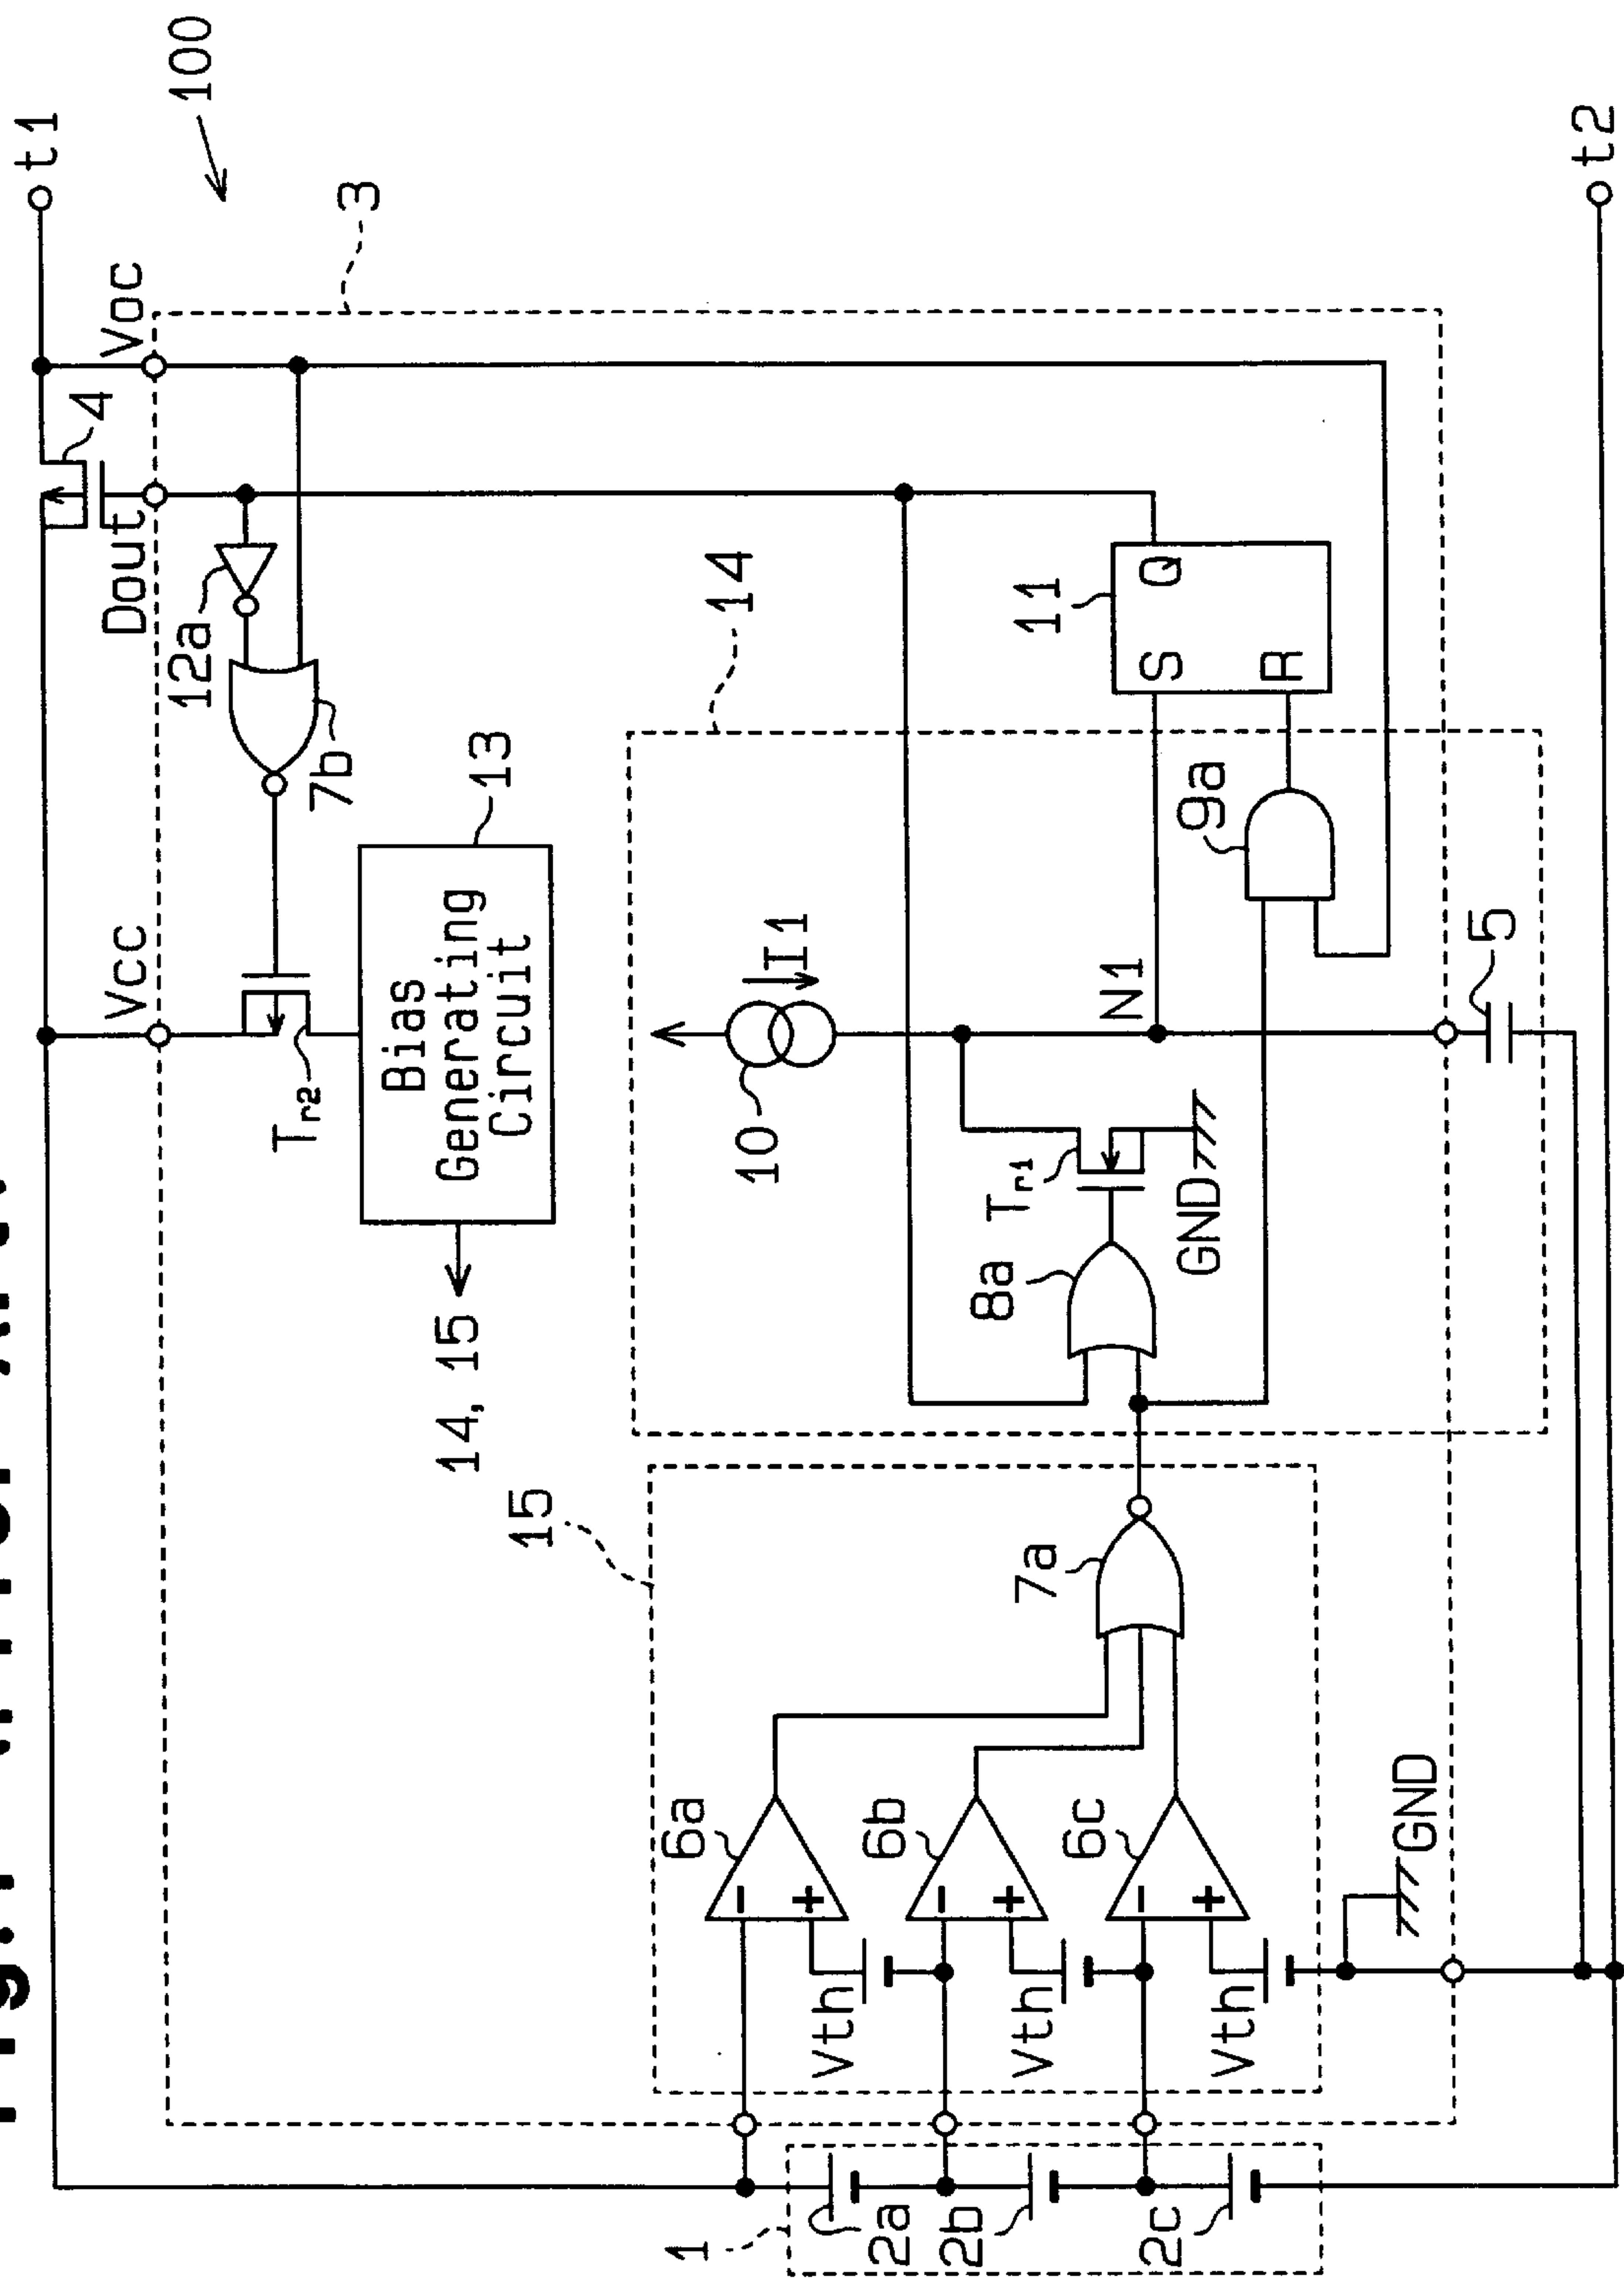 100
t1
4
Voc
3
Dout
12a
7b
Vcc
Tr2
13
Bias
Generating
Circuit
14, 15
14
11
S
Q
R
10
I1
N1
9a
8a
Tr1
GND
5
15
7a
6a
-
+
Vth
6b
-
+
Vth
6c
-
+
Vth
GND
1
2a
2b
2c
t2